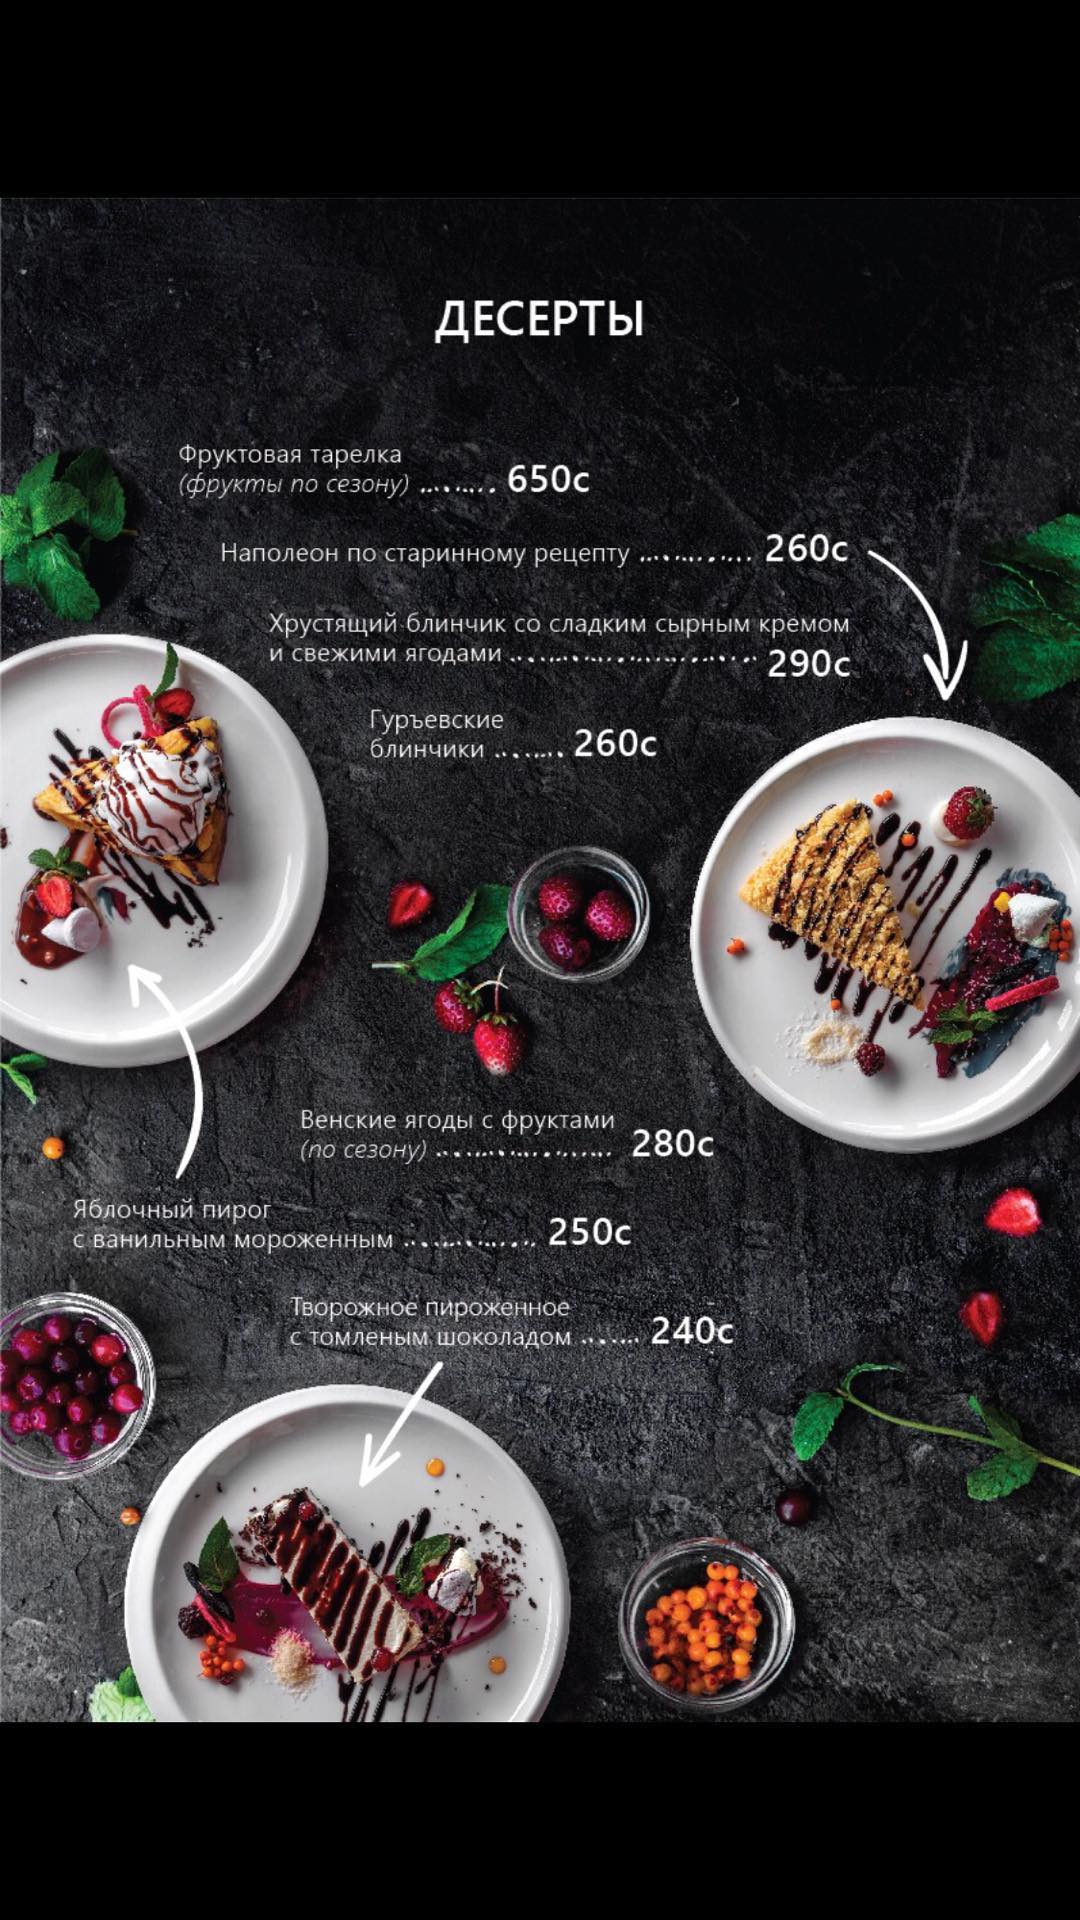 ДЕСЕРТЫ
Фруктовая тарелка
(фрукты по сезону) ........ 650с
Наполеон по старинному рецепту ............ 260с
Хрустящий блинчик со сладким сырным кремом
и свежими ягодами ........................... 290с
Гуръевские
блинчики ........ 260с
Венские ягоды с фруктами
(по сезону) .................... 280с
Яблочный пирог
с ванильным мороженным ............... 250с
Творожное пироженное
с томленым шоколадом ....... 240с